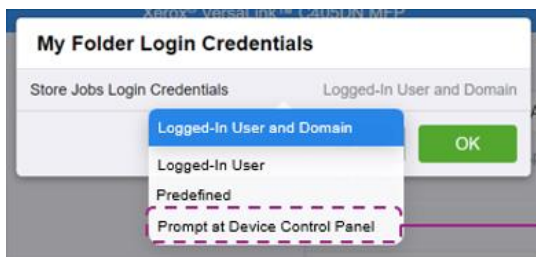 Xerox® VersaLink™ C405DN MFP
My Folder Login Credentials
Store Jobs Login Credentials Logged-In User and Domain
Logged-In User and Domain
OK
Logged-In User
Predefined
Prompt at Device Control Panel